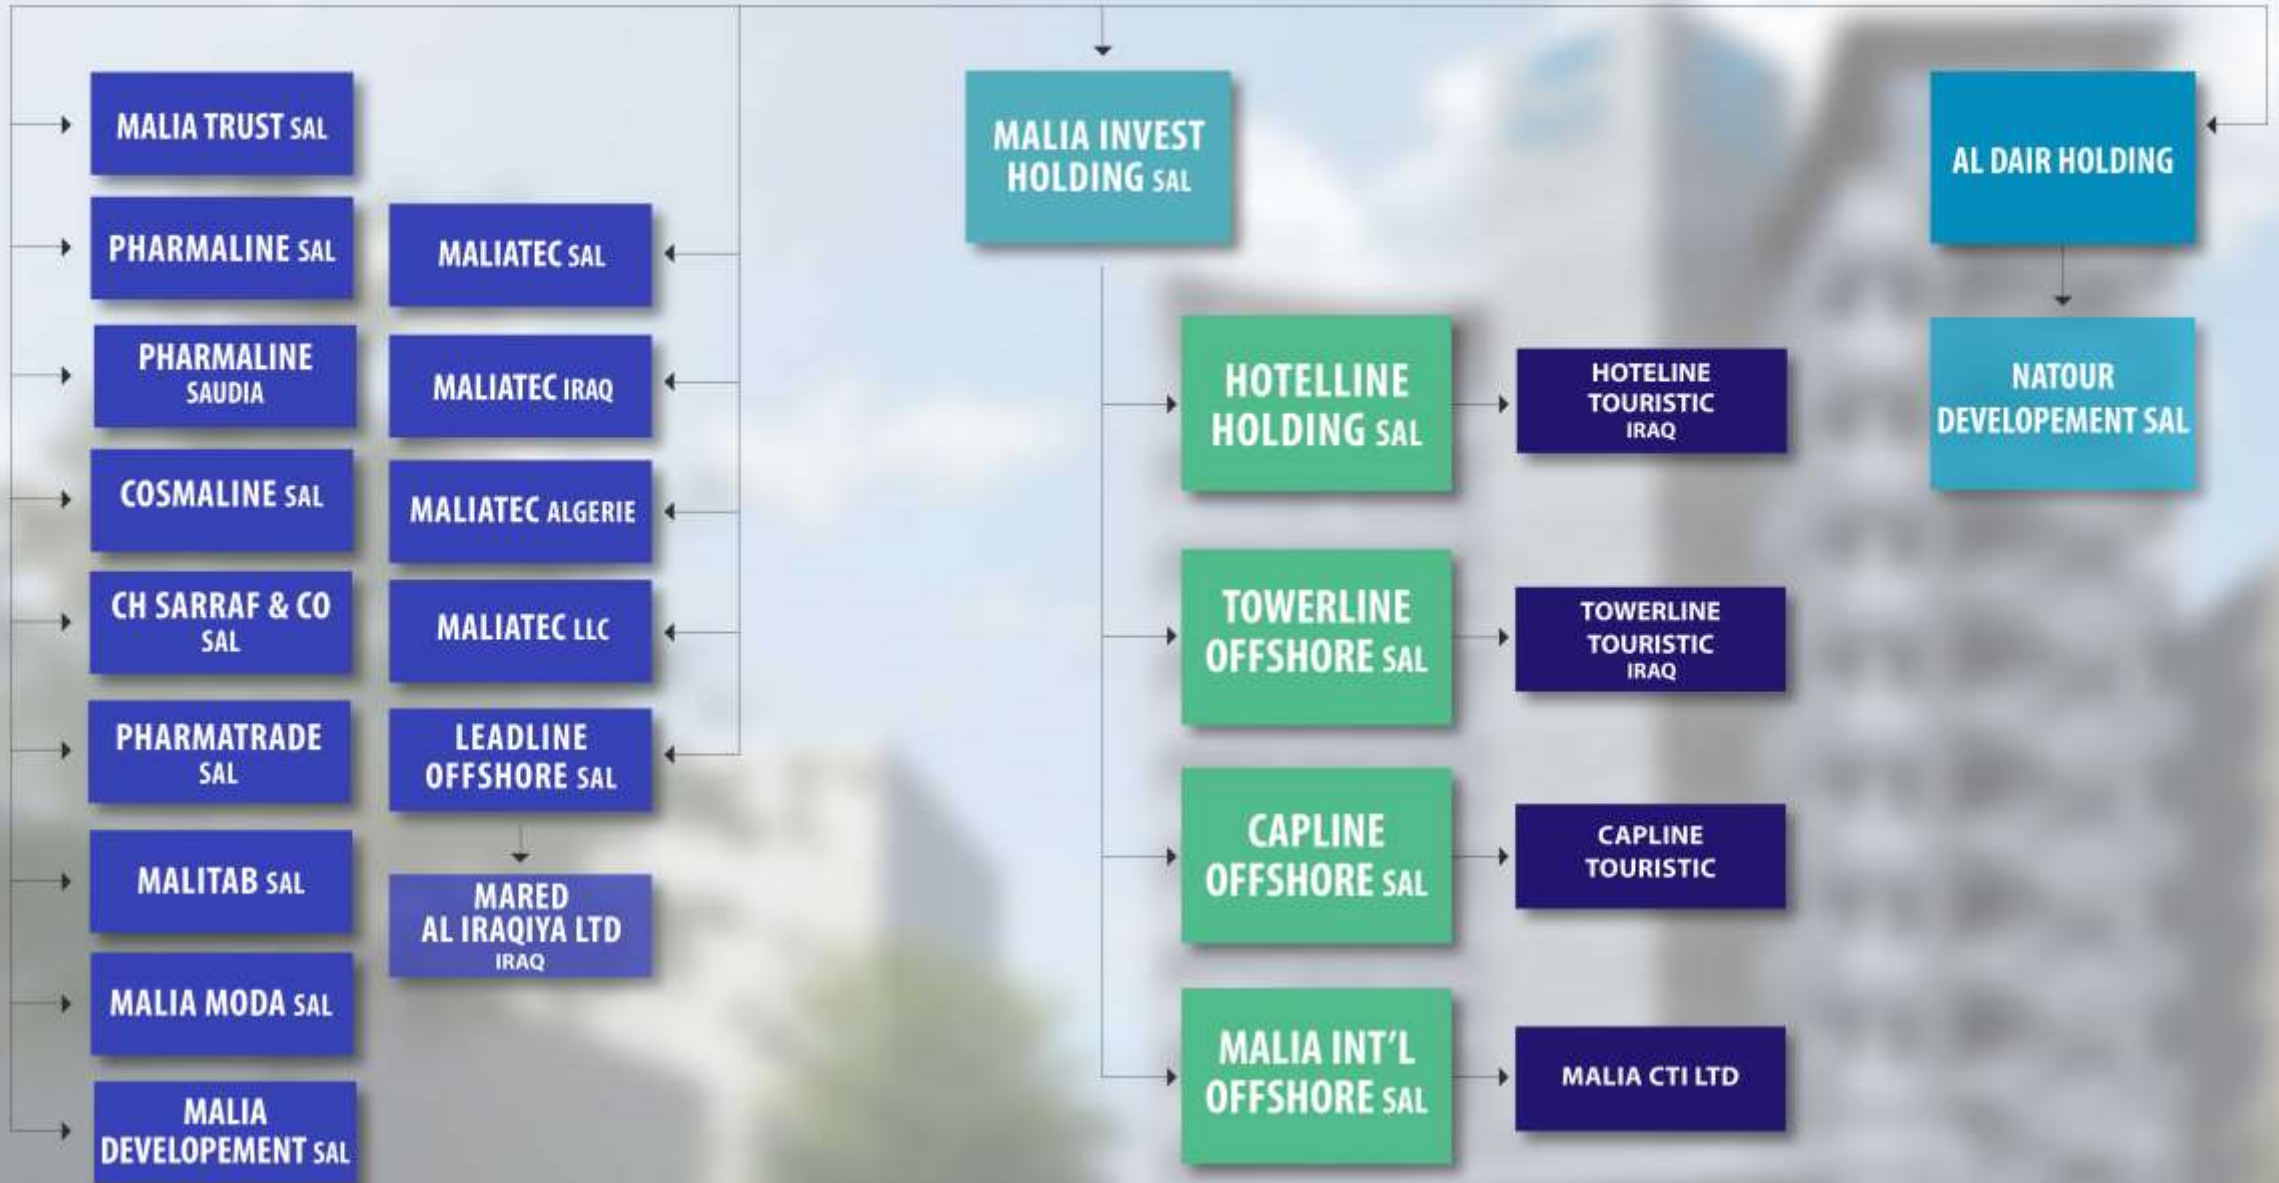 MALIA TRUST SAL
PHARMALINE SAL
PHARMALINE
SAUDIA
COSMALINE SAL
CH SARRAF & CO
SAL
PHARMATRADE
SAL
MALITAB SAL
MALIA MODA SAL
MALIA
DEVELOPEMENT SAL
MALIATEC SAL
MALIATEC IRAQ
MALIATEC ALGERIE
MALIATEC LLC
LEADLINE
OFFSHORE SAL
MARED
AL IRAQIYA LTD
IRAQ
MALIA INVEST
HOLDING SAL
HOTELLINE
HOLDING SAL
HOTELINE
TOURISTIC
IRAQ
TOWERLINE
OFFSHORE SAL
TOWERLINE
TOURISTIC
IRAQ
CAPLINE
OFFSHORE SAL
CAPLINE
TOURISTIC
MALIA INT'L
OFFSHORE SAL
MALIA CTI LTD
AL DAIR HOLDING
NATOUR
DEVELOPEMENT SAL